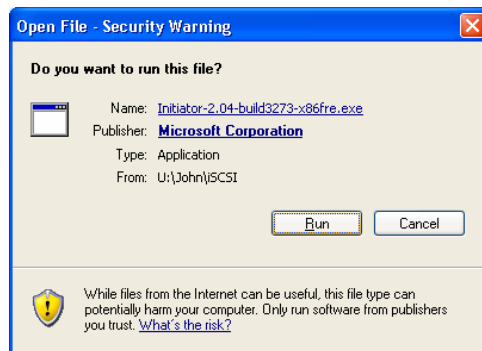 Open File - Security Warning
Do you want to run this file?
Name: Initiator-2.04-build3273-x86fre.exe
Publisher: Microsoft Corporation
Type: Application
From: U:\John\iSCSI
Run Cancel
While files from the Internet can be useful, this file type can
potentially harm your computer. Only run software from publishers
you trust. What's the risk?